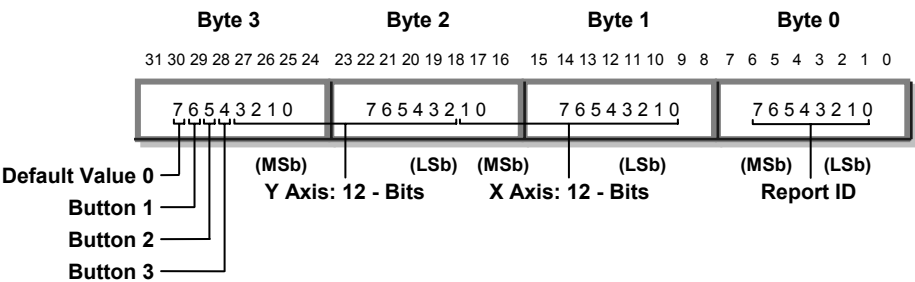 Byte 3 Byte 2 Byte 1 Byte 0
31 30 29 28 27 26 25 24 23 22 21 20 19 18 17 16 15 14 13 12 11 10 9 8 7 6 5 4 3 2 1 0
7 6 5 4 3 2 1 0 7 6 5 4 3 2 1 0 7 6 5 4 3 2 1 0 7 6 5 4 3 2 1 0
(MSb) (LSb) (MSb) (LSb) (MSb) (LSb)
Default Value 0 Y Axis: 12 - Bits X Axis: 12 - Bits Report ID
Button 1
Button 2
Button 3